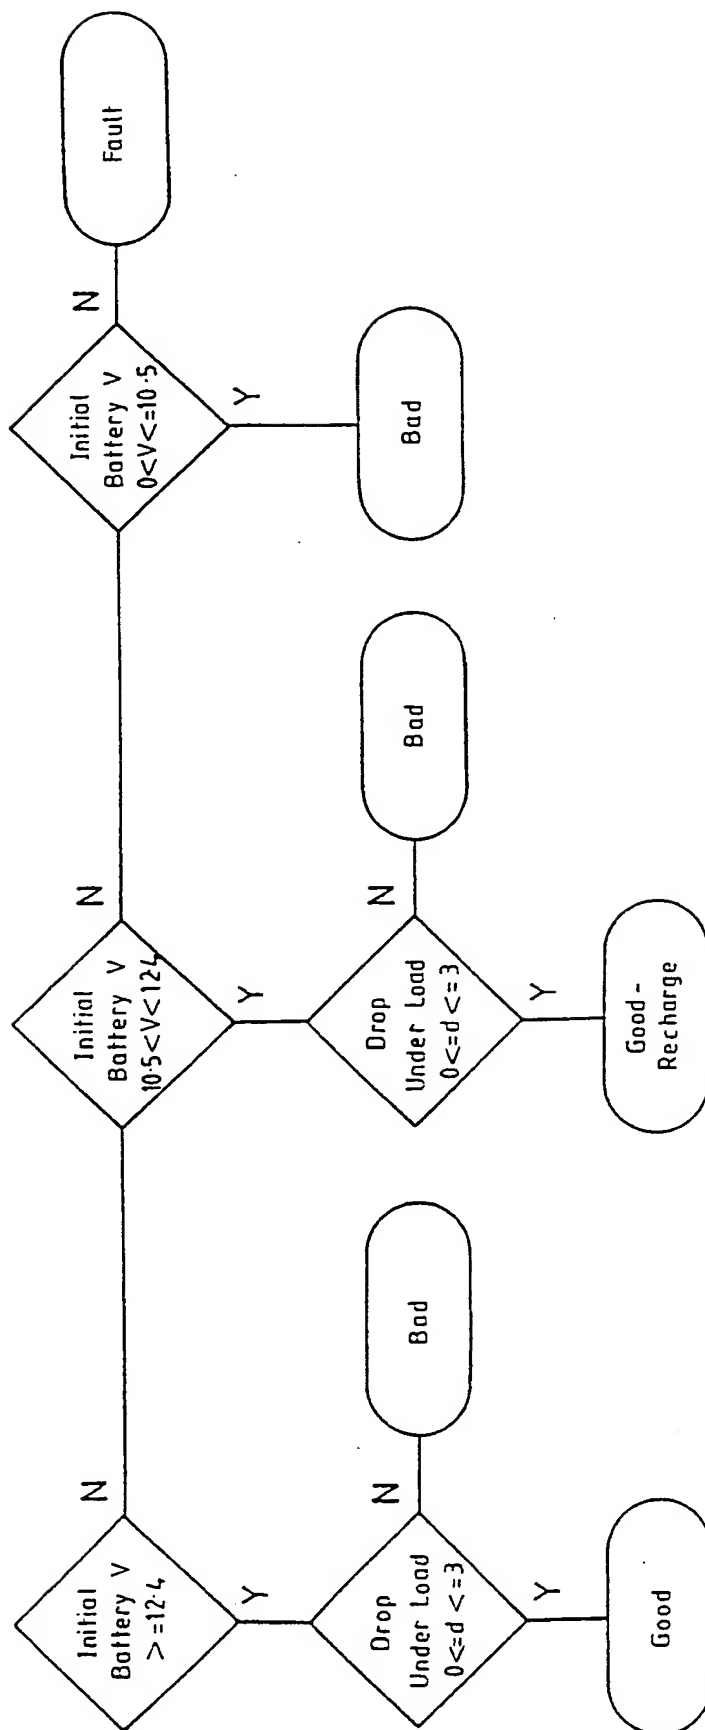 Initial
Battery V
>=12·4
N
Y
Drop
Under Load
0<=d <=3
N
Bad
Y
Good
Initial
Battery V
10·5<V<12·4
N
Y
Drop
Under Load
0<=d <=3
N
Bad
Y
Good-
Recharge
Initial
Battery V
0<V<=10·5
N
Fault
Y
Bad